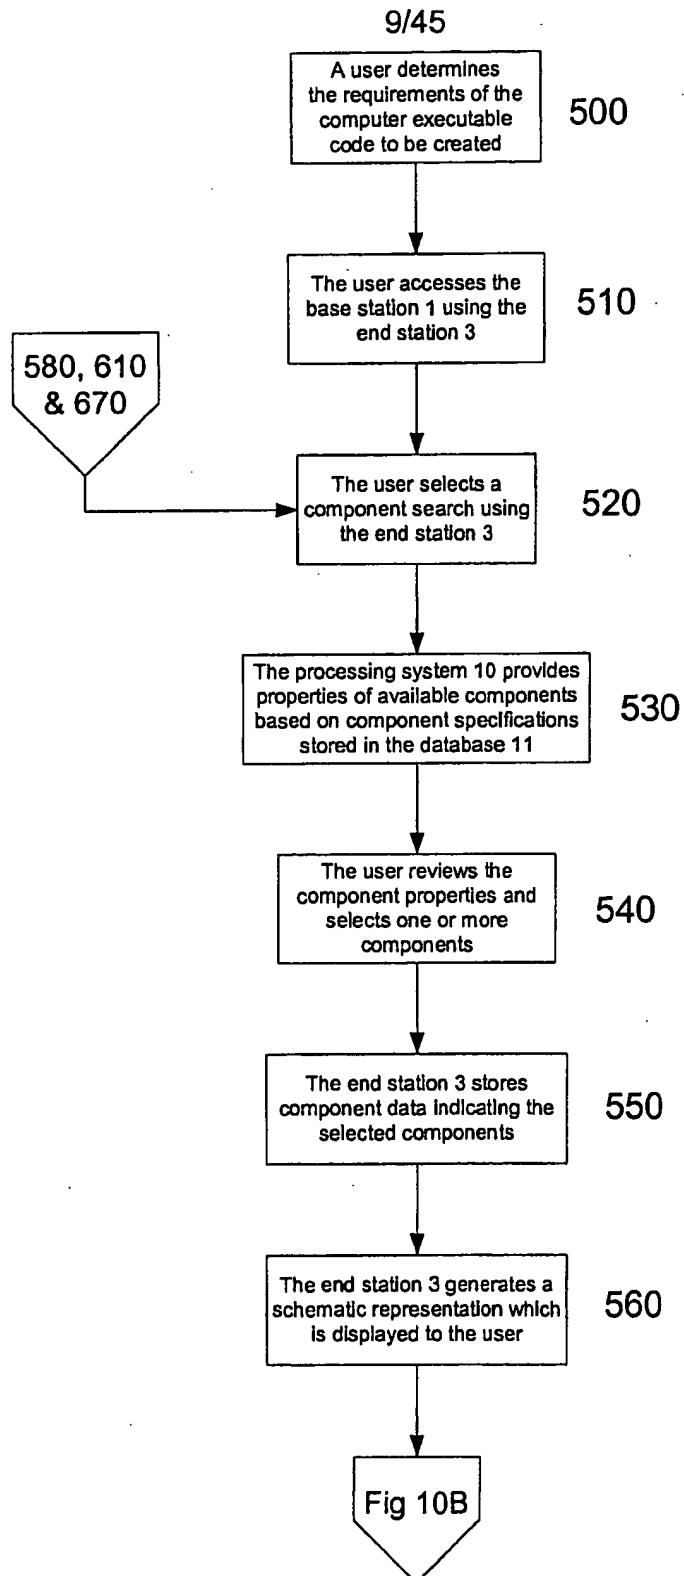 9/45
A user determines
the requirements of the
computer executable
code to be created
500
The user accesses the
base station 1 using the
end station 3
510
580, 610
& 670
The user selects a
component search using
the end station 3
520
The processing system 10 provides
properties of available components
based on component specifications
stored in the database 11
530
The user reviews the
component properties and
selects one or more
components
540
The end station 3 stores
component data indicating the
selected components
550
The end station 3 generates a
schematic representation which
is displayed to the user
560
Fig 10B